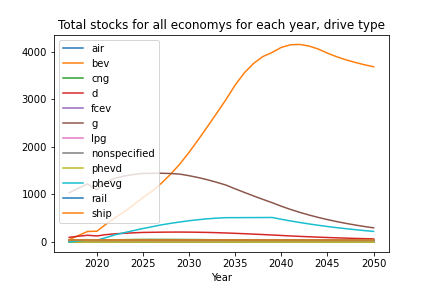 Total stocks for all economys for each year, drive type
4000
3000
2000
1000
0
air
bev
cng
d
fcev
g
lpg
nonspecified
phevd
phevg
rail
ship
2020 2025 2030 2035 2040 2045 2050
Year